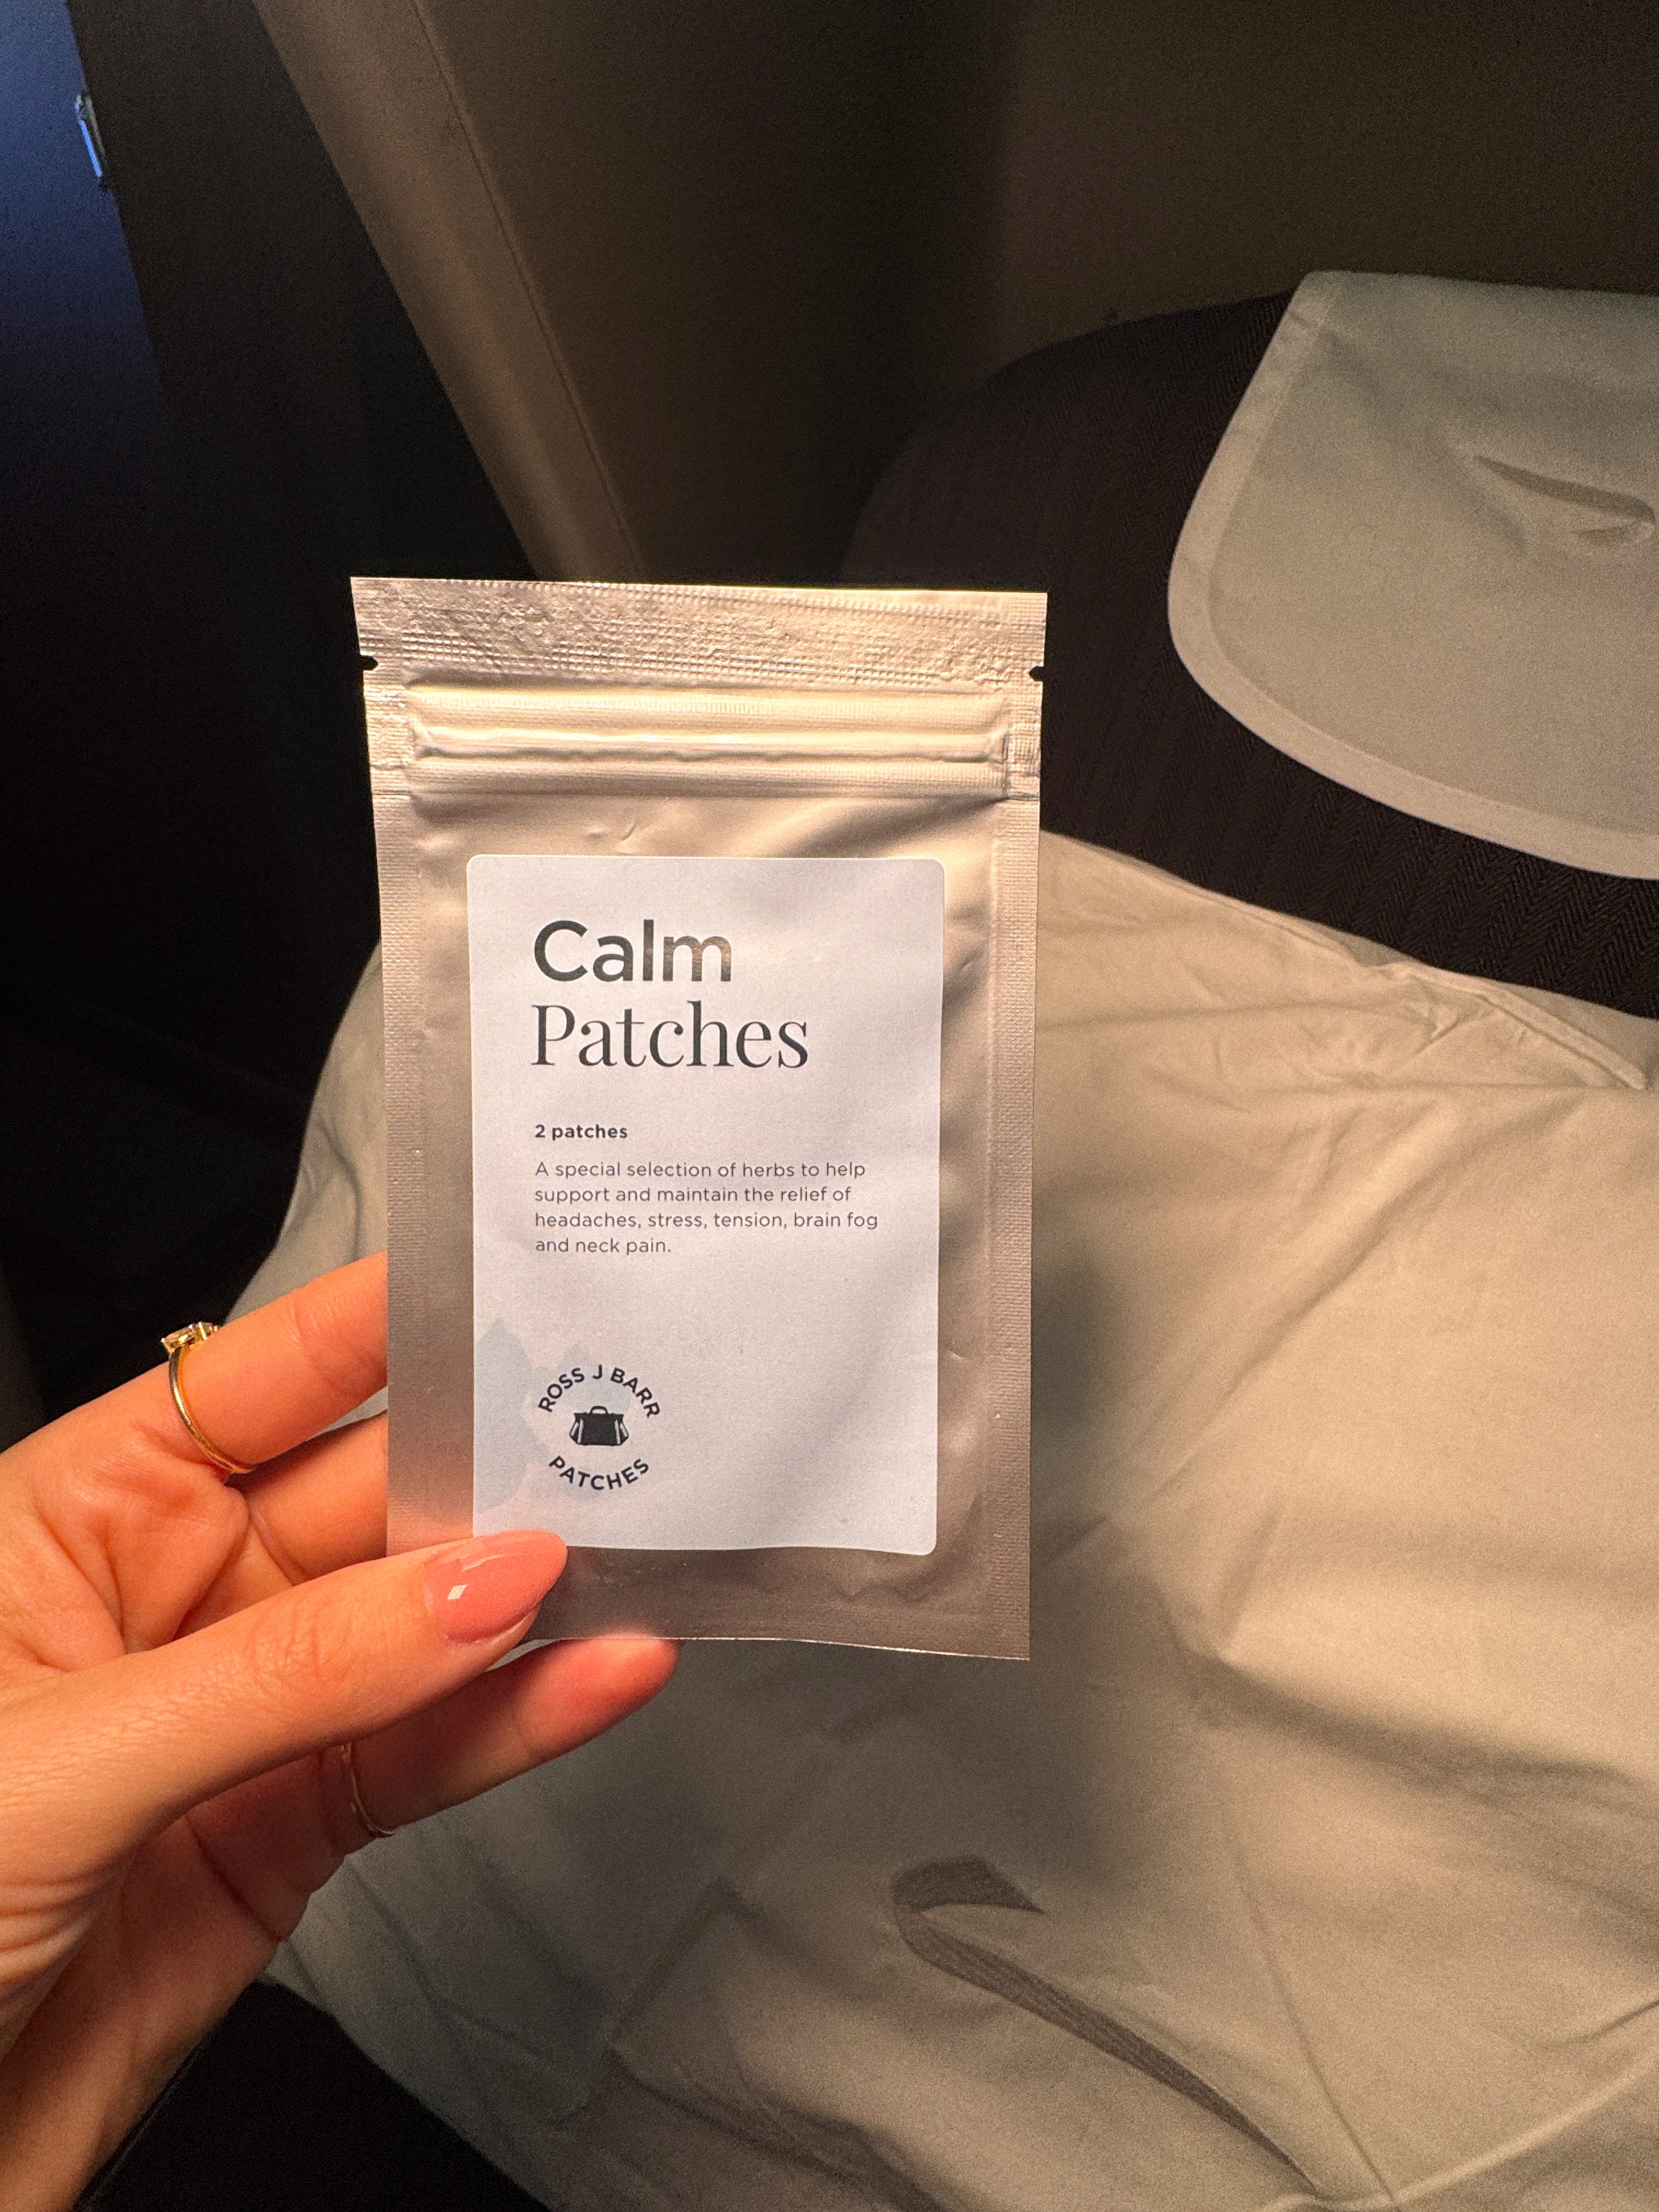 Calm
Patches
2 patches
A special selection of herbs to help
support and maintain the relief of
headaches, stress, tension, brain fog
and neck pain.
ROSS J BARR
PATCHES